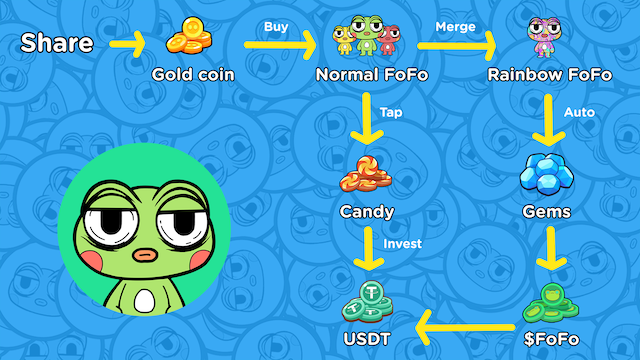 Share
Gold coin
Buy
Normal FoFo
Merge
Rainbow FoFo
Tap
Auto
Candy
Gems
Invest
USDT
$FoFo